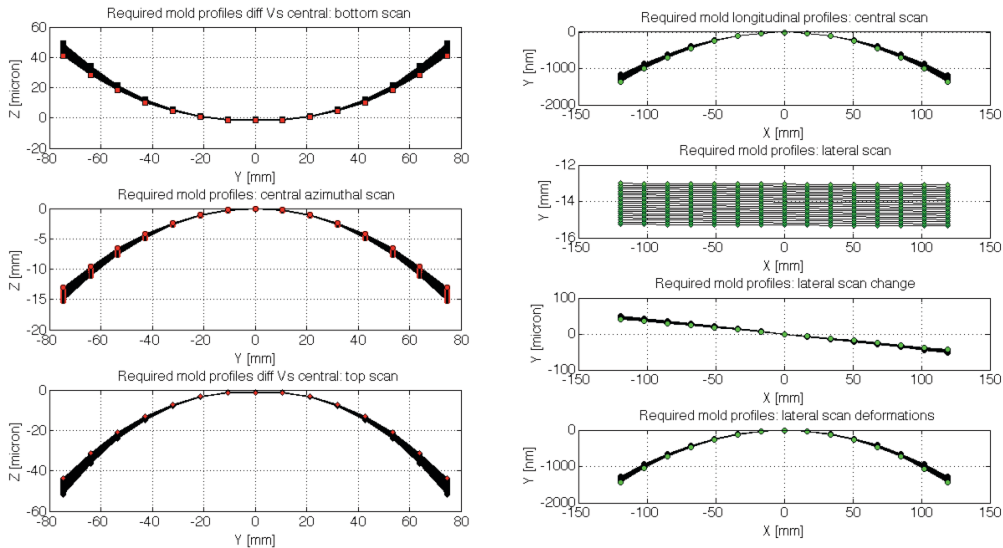 Required mold profiles diff Vs central: bottom scan
60
40
20
0
20
-80 -60 -40 -20 0 20 40 60 80
Z [micron]
Y [mm]
Required mold profiles: central azimuthal scan
0
-5
-10
-15
20
-80 -60 -40 -20 0 20 40 60 80
Z [mm]
Y [mm]
Required mold profiles diff Vs central: top scan
0
-20
-40
-60
-80 -60 -40 -20 0 20 40 60 80
Z [micron]
Y [mm]
Required mold longitudinal profiles: central scan
0
-1000
-2000
-150 -100 -50 0 50 100 150
Y [nm]
X [mm]
Required mold profiles: lateral scan
-12
-14
-16
-150 -100 -50 0 50 100 150
Y [mm]
X [mm]
Required mold profiles: lateral scan change
100
0
-100
-150 -100 -50 0 50 100 150
Y [micron]
X [mm]
Required mold profiles: lateral scan deformations
0
-1000
-2000
-150 -100 -50 0 50 100 150
Y [nm]
X [mm]